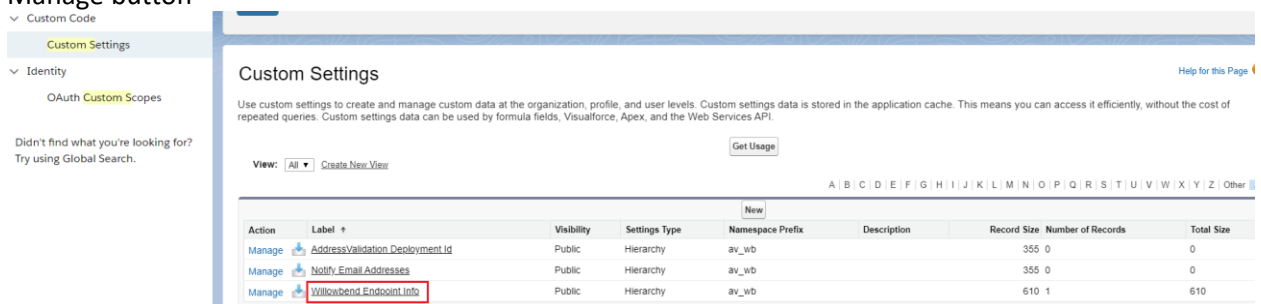 Manage button
Custom Code
Custom Settings
Identity
OAuth Custom Scopes
Didn't find what you're looking for?
Try using Global Search.
Custom Settings
Help for this Page
Use custom settings to create and manage custom data at the organization, profile, and user levels. Custom settings data is stored in the application cache. This means you can access it efficiently, without the cost of
repeated queries. Custom settings data can be used by formula fields, Visualforce, Apex, and the Web Services API.
Get Usage
View: All Create New View
A | B | C | D | E | F | G | H | I | J | K | L | M | N | O | P | Q | R | S | T | U | V | W | X | Y | Z | Other
New
Action Label ↑ Visibility Settings Type Namespace Prefix Description Record Size Number of Records Total Size
Manage AddressValidation Deployment Id Public Hierarchy av_wb 355 0 0
Manage Notify Email Addresses Public Hierarchy av_wb 355 0 0
Manage Willowbend Endpoint Info Public Hierarchy av_wb 610 1 610